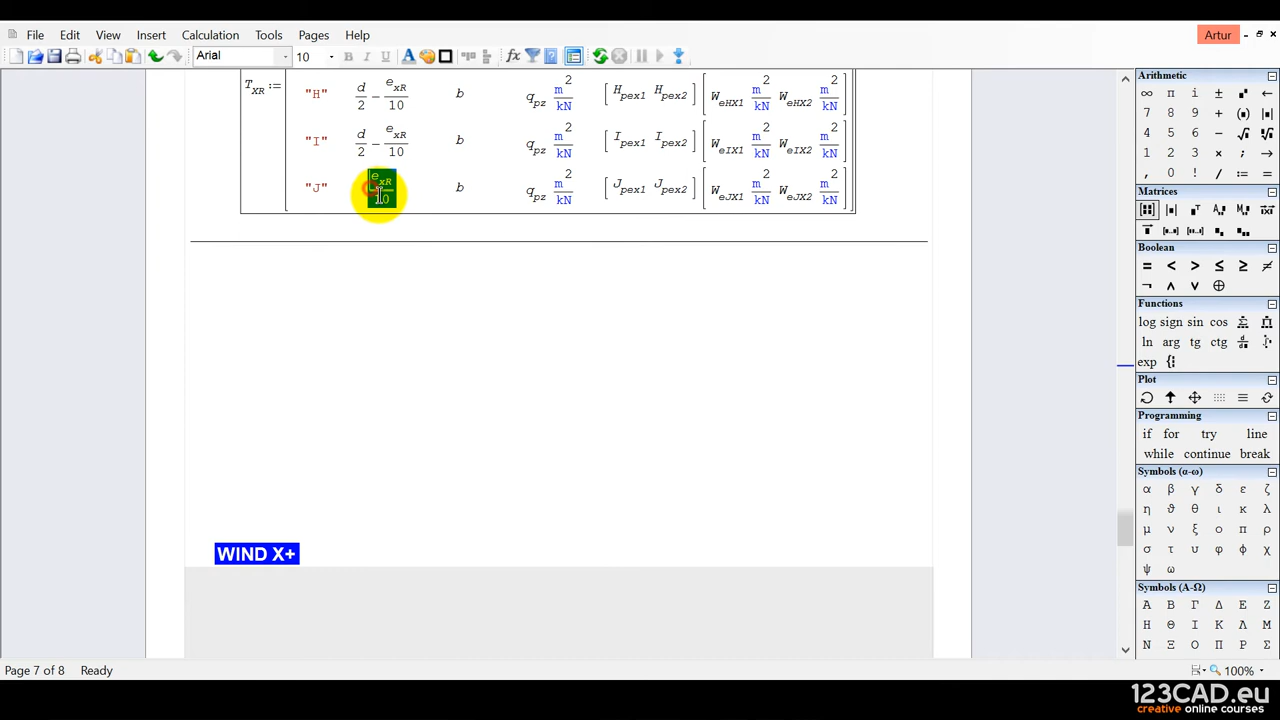 File Edit View Insert Calculation Tools Pages Help Artur
Arial 10
T_XR := "H" d/2 − e_xR/10 b q_pz m²/kN [ H_pex1 H_pex2 ] [ W_eHX1 m²/kN W_eHX2 m²/kN ]
"I" d/2 − e_xR/10 b q_pz m²/kN [ I_pex1 I_pex2 ] [ W_eIX1 m²/kN W_eIX2 m²/kN ]
"J" e_xR/10 b q_pz m²/kN [ J_pex1 J_pex2 ] [ W_eJX1 m²/kN W_eJX2 m²/kN ]
WIND X+
Arithmetic
∞ π i ± ←
7 8 9 +
4 5 6 −
1 2 3 ×
, 0 ! / := =
Matrices
Boolean
= < > ≤ ≥ ≠
¬ ∧ ∨ ⊕
Functions
log sign sin cos
ln arg tg ctg
exp
Plot
Programming
if for try line
while continue break
Symbols (α-ω)
α β γ δ ε ζ
η ϑ θ ι κ λ
μ ν ξ ο π ρ
σ τ υ φ ϕ χ
ψ ω
Symbols (Α-Ω)
Α Β Γ Δ Ε Ζ
Η Θ Ι Κ Λ Μ
Ν Ξ Ο Π Ρ Σ
Page 7 of 8 Ready 100%
123CAD.eu
creative online courses